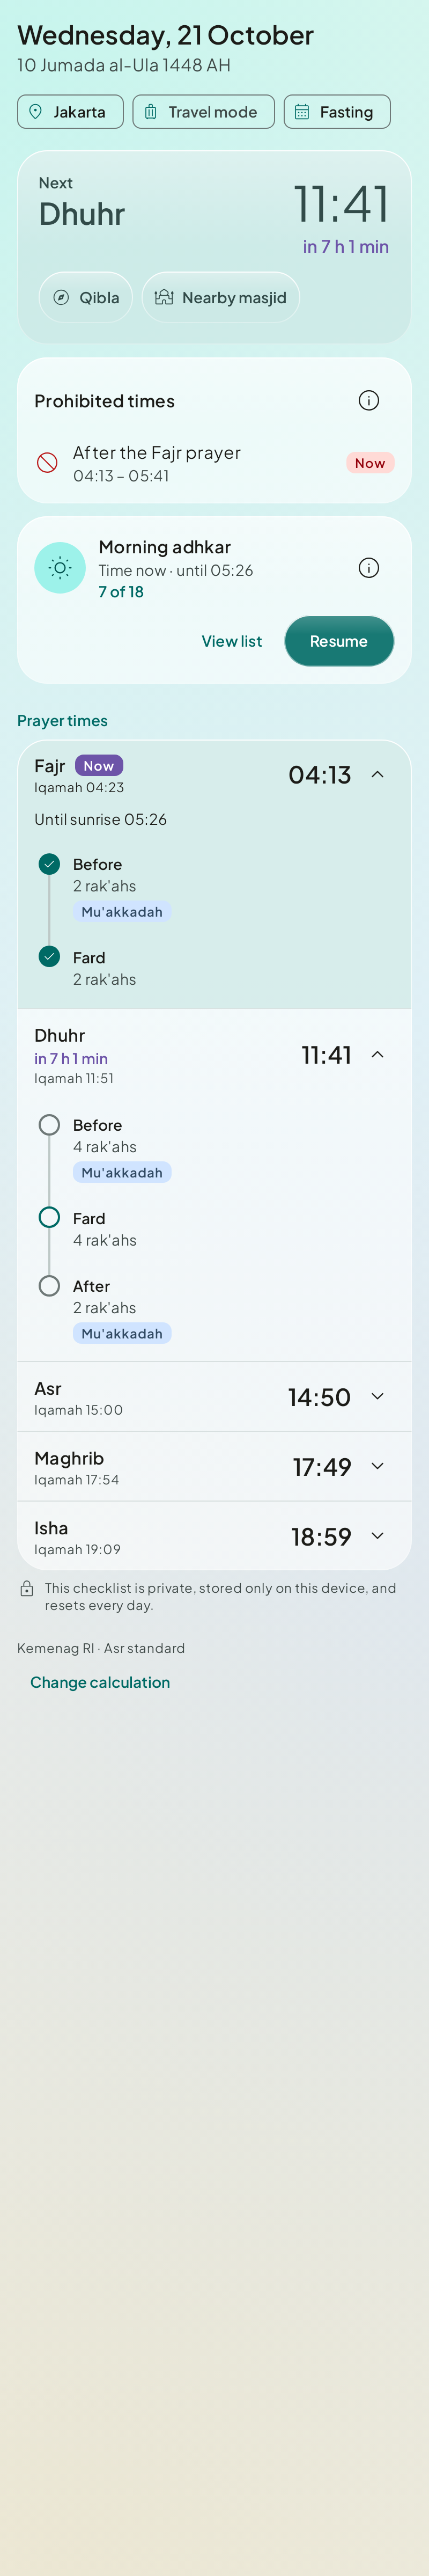 Wednesday, 21 October
10 Jumada al-Ula 1448 AH
Jakarta
Travel mode
Fasting
Next
Dhuhr
11:41
in 7 h 1 min
Qibla
Nearby masjid
Prohibited times
After the Fajr prayer
04:13 – 05:41
Now
Morning adhkar
Time now · until 05:26
7 of 18
View list
Resume
Prayer times
Fajr
Now
Iqamah 04:23
04:13
Until sunrise 05:26
Before
2 rak'ahs
Mu'akkadah
Fard
2 rak'ahs
Dhuhr
in 7 h 1 min
Iqamah 11:51
11:41
Before
4 rak'ahs
Mu'akkadah
Fard
4 rak'ahs
After
2 rak'ahs
Mu'akkadah
Asr
Iqamah 15:00
14:50
Maghrib
Iqamah 17:54
17:49
Isha
Iqamah 19:09
18:59
This checklist is private, stored only on this device, and
resets every day.
Kemenag RI · Asr standard
Change calculation